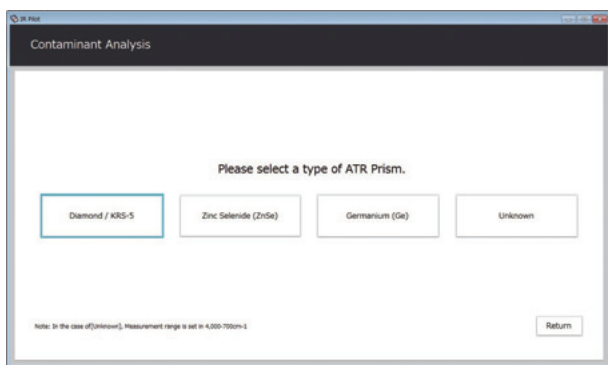 IR Pilot
Contaminant Analysis
Please select a type of ATR Prism.
Diamond / KRS-5
Zinc Selenide (ZnSe)
Germanium (Ge)
Unknown
Note: In the case of[Unknown], Measurement range is set in 4,000-700cm-1
Return